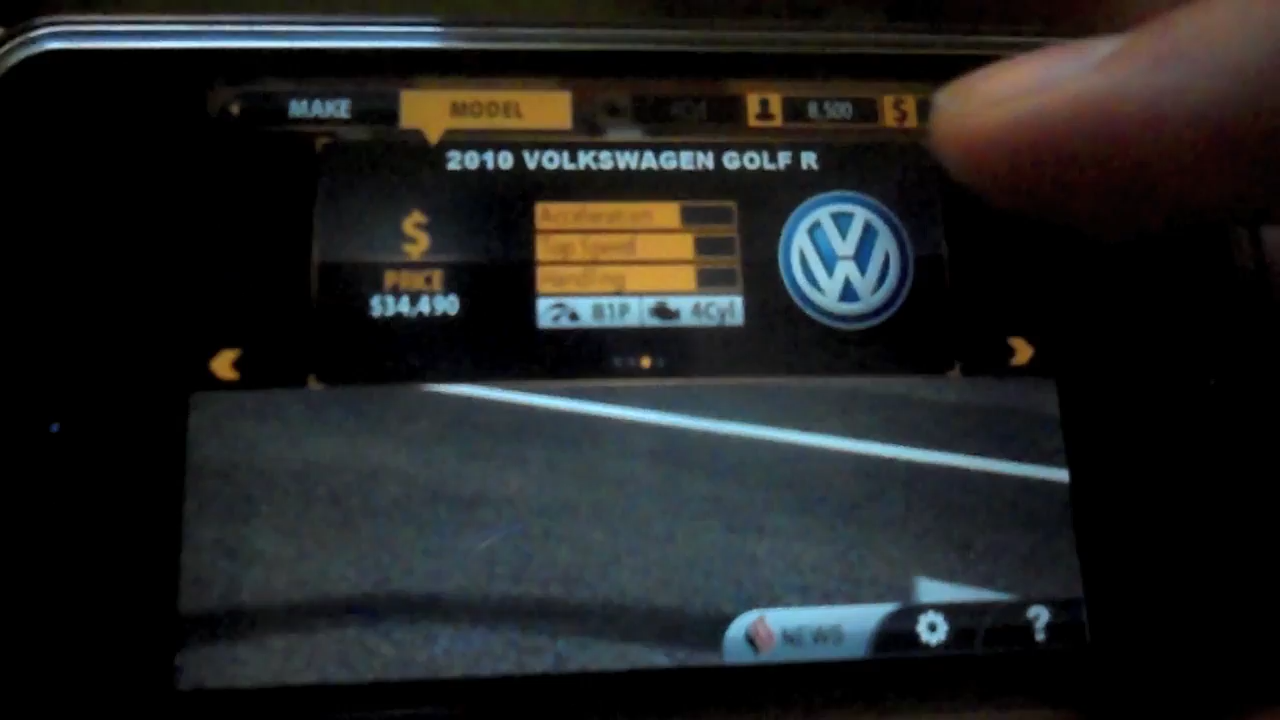 MAKE MODEL 8,500 $
2010 VOLKSWAGEN GOLF R
$
PRICE
$34,490
Acceleration
Top Speed
Handling
4Cyl
NEWS ?